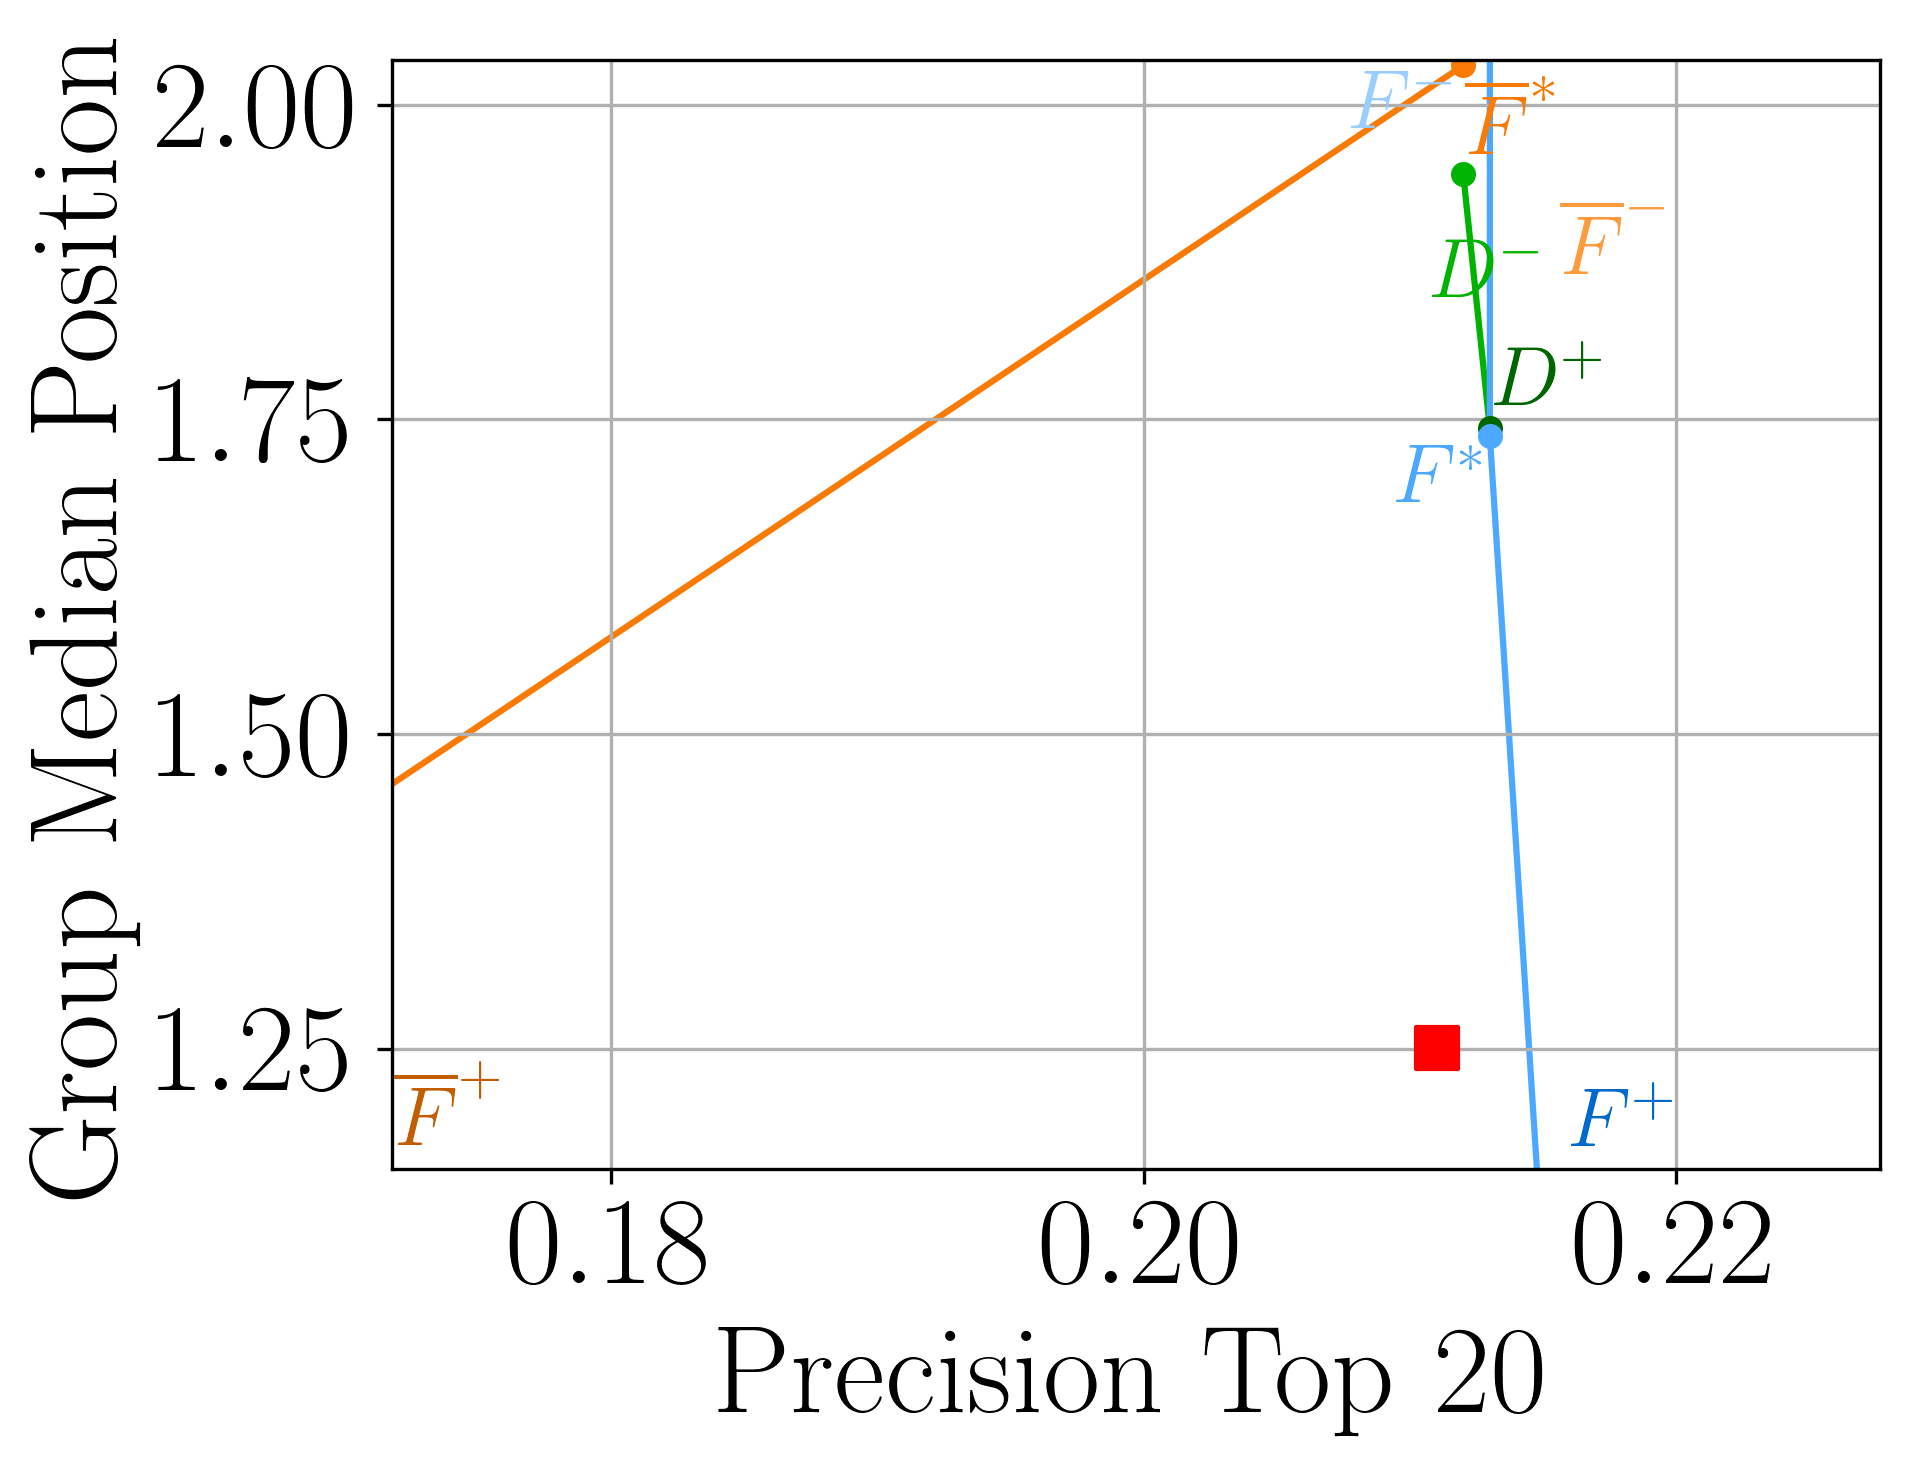 Group Median Position
2.00
1.75
1.50
1.25
F⁻
F̅*
F̅⁻
D⁻
D⁺
F*
F̅⁺
F⁺
0.18
0.20
0.22
Precision Top 20